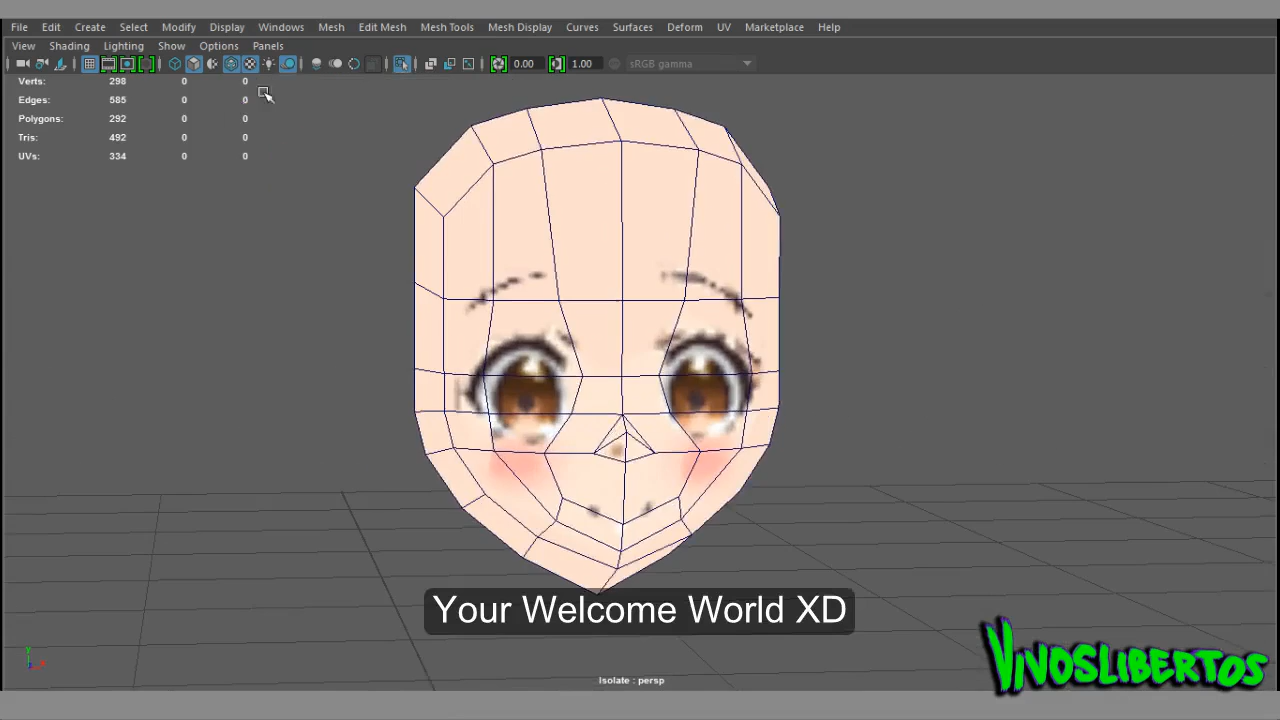 File Edit Create Select Modify Display Windows Mesh Edit Mesh Mesh Tools Mesh Display Curves Surfaces Deform UV Marketplace Help
View Shading Lighting Show Options Panels
0.00 1.00 sRGB gamma
Verts: 298 0 0
Edges: 585 0 0
Polygons: 292 0 0
Tris: 492 0 0
UVs: 334 0 0
Your Welcome World XD
VIVOSLIBERTOS
y x
Isolate : persp